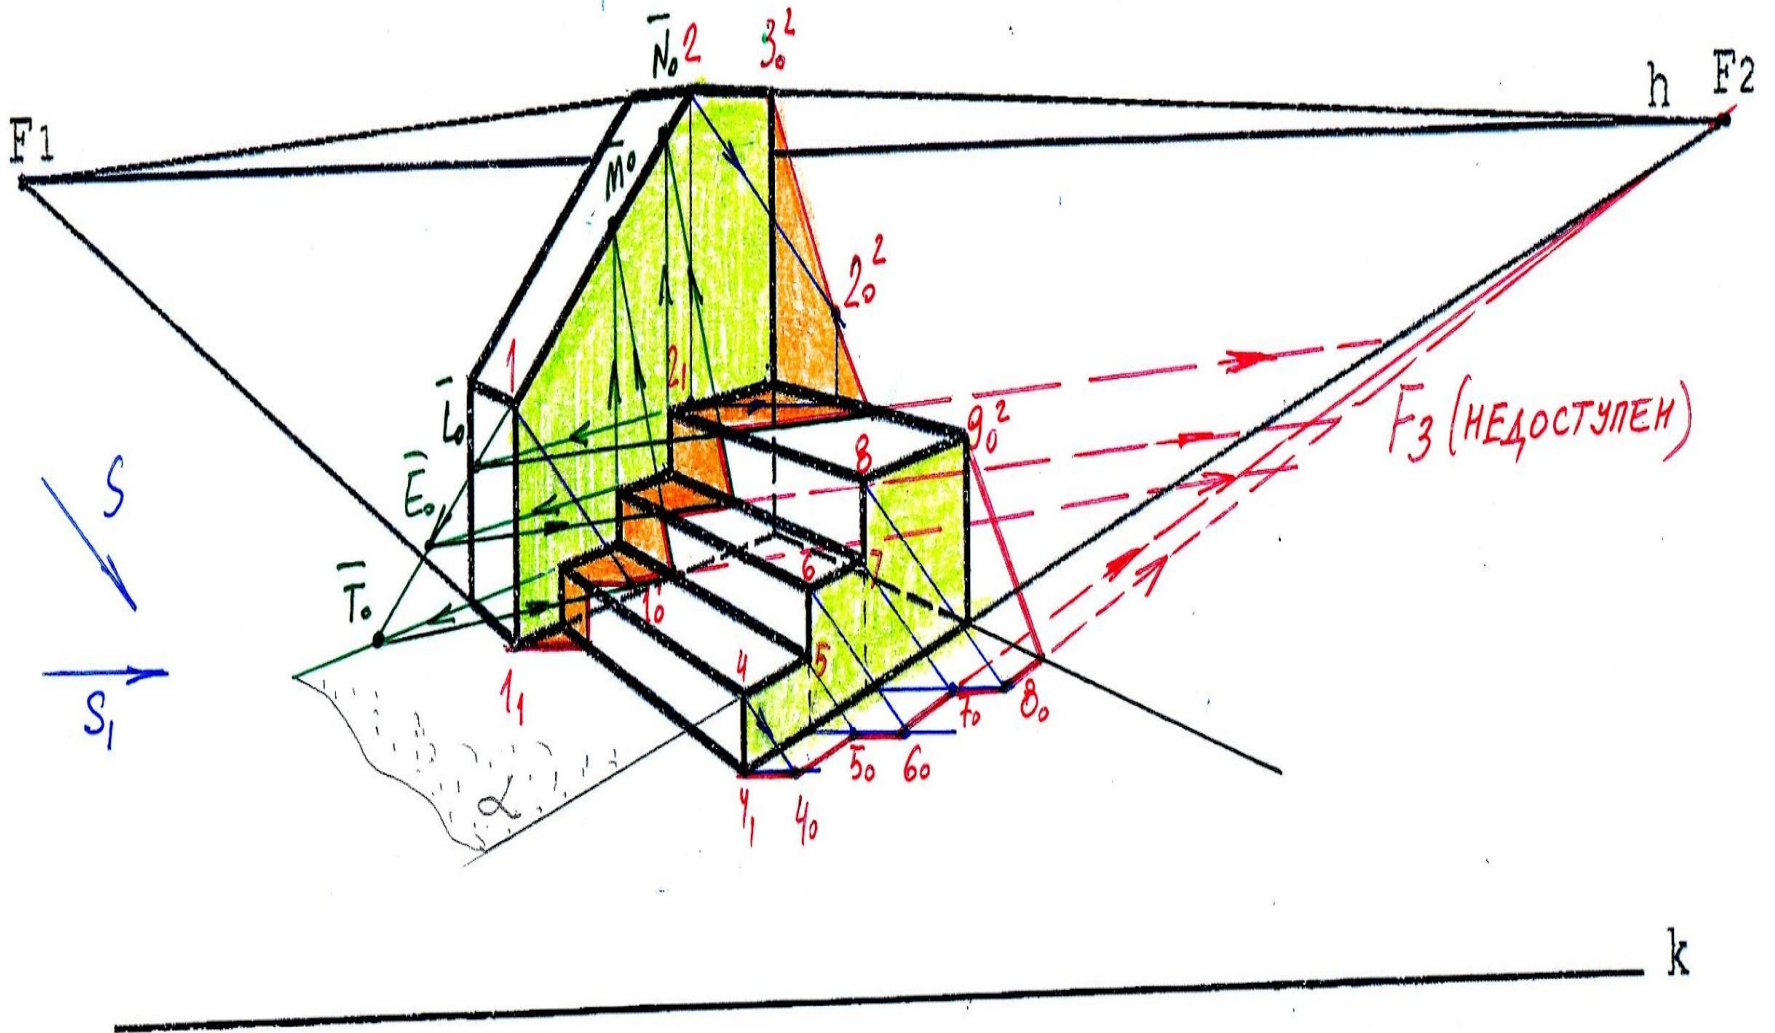 N̄₀ 2 3₀²
h F2
F1
M̄₀
2₀²
1 2₁
L̄₀
9₀²
8
F₃ (НЕДОСТУПЕН)
S
Ē₀
6 7
T̄₀
1₀
4 5
S₁
1₁
7₀ 8₀
5₀ 6₀
α
4₁ 4₀
k